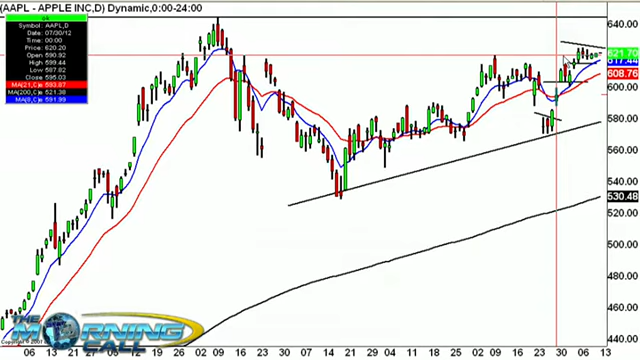 (AAPL - APPLE INC,D) Dynamic,0:00-24:00
Symbol: AAPL,D
Date: 07/30/12
Time: 00:00
Price: 620.20
Open: 590.92
High: 599.44
Low: 587.82
Close: 595.03
MA(21,C)= 593.87
MA(200,C)= 521.38
MA(8,C)= 591.99
640.00
621.70
617.44
608.76
600.00
580.00
560.00
540.00
530.48
520.00
500.00
480.00
460.00
440.00
THE MORNING CALL
06 13 21 27 05 12 19 26 02 09 16 23 30 07 14 21 29 04 11 18 25 02 09 16 23 30 06 13